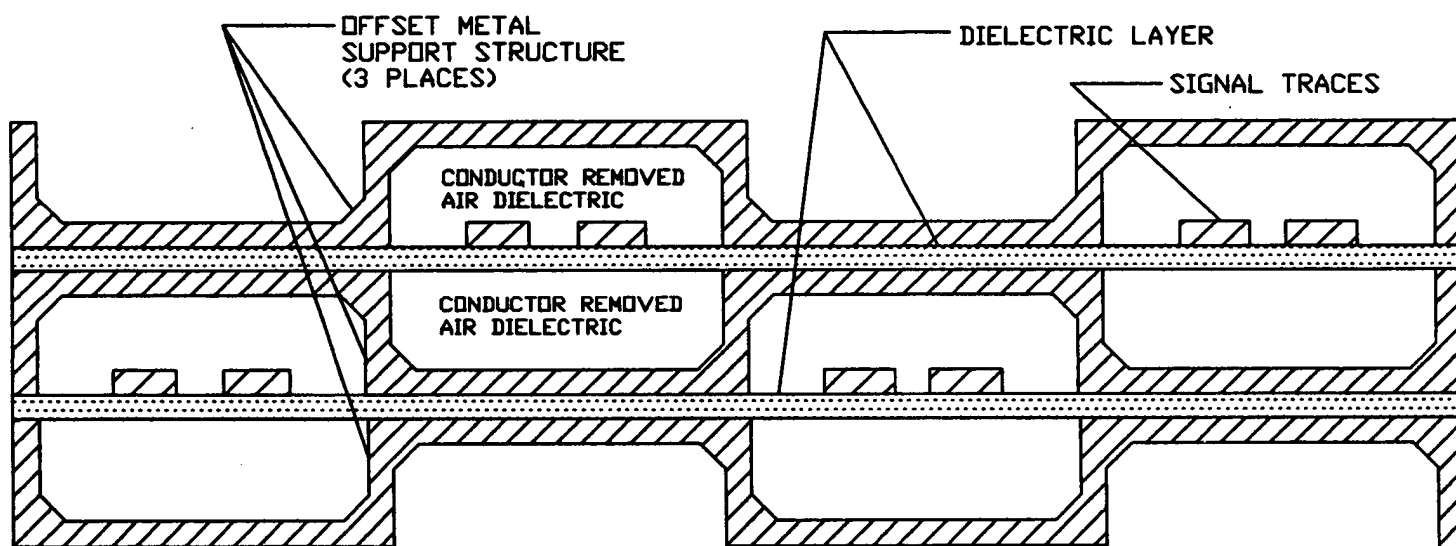 OFFSET METAL
SUPPORT STRUCTURE
(3 PLACES)
DIELECTRIC LAYER
SIGNAL TRACES
CONDUCTOR REMOVED
AIR DIELECTRIC
CONDUCTOR REMOVED
AIR DIELECTRIC